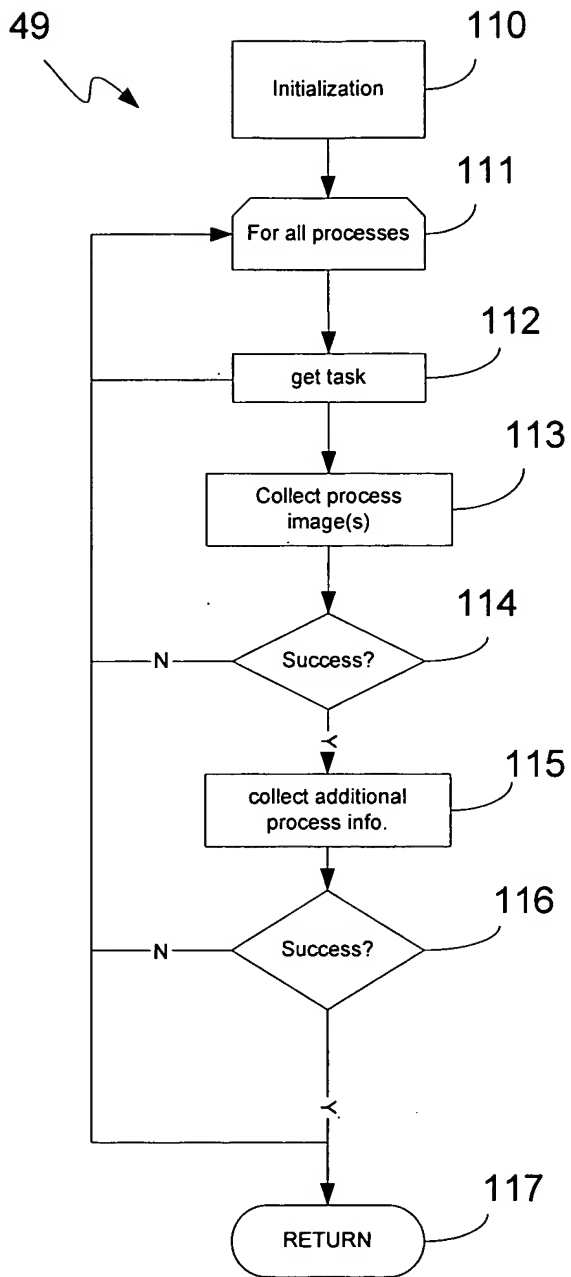 49
110
Initialization
111
For all processes
112
get task
113
Collect process
image(s)
114
Success?
N
Y
115
collect additional
process info.
116
Success?
N
Y
117
RETURN